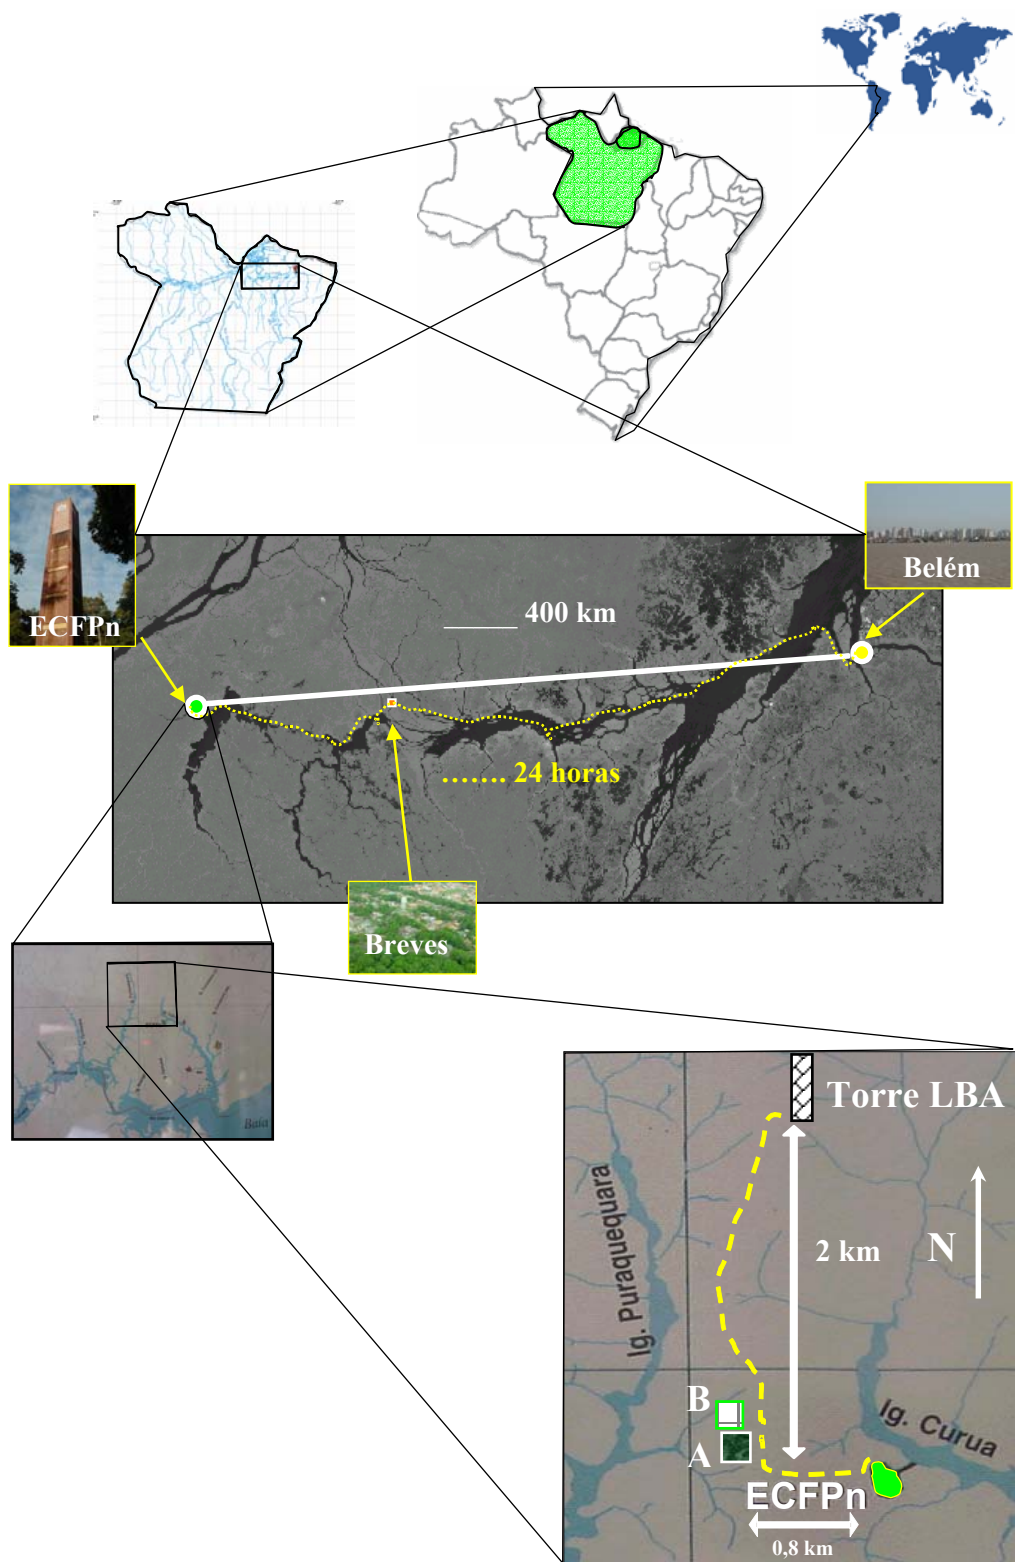 ECFPn
Belém
400 km
....... 24 horas
Breves
Baía
Torre LBA
Ig. Puraquequara
2 km
N
B
A
Ig. Curua
ECFPn
0,8 km